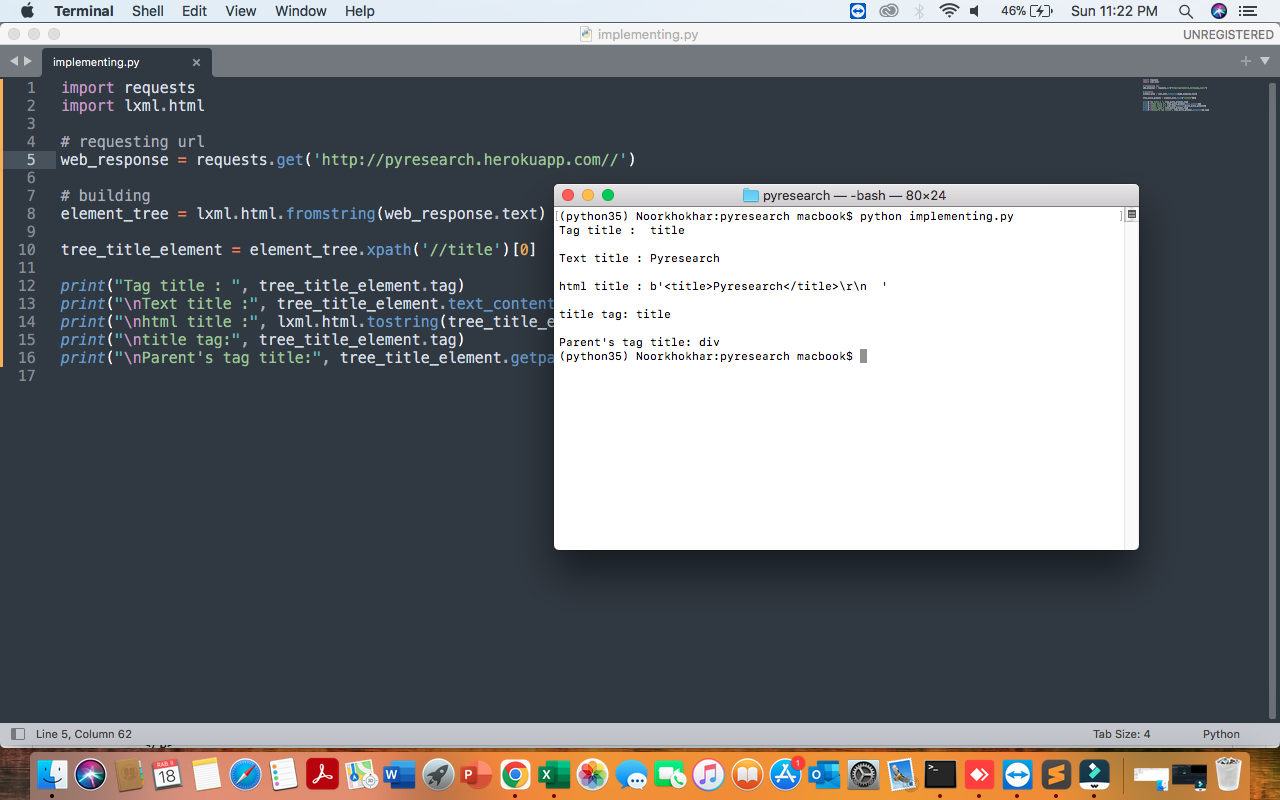 Terminal Shell Edit View Window Help 46% Sun 11:22 PM
implementing.py UNREGISTERED
implementing.py ×
1 import requests
2 import lxml.html
3
4 # requesting url
5 web_response = requests.get('http://pyresearch.herokuapp.com//')
6
7 # building
8 element_tree = lxml.html.fromstring(web_response.text)
9
10 tree_title_element = element_tree.xpath('//title')[0]
11
12 print("Tag title : ", tree_title_element.tag)
13 print("\nText title :", tree_title_element.text_content
14 print("\nhtml title :", lxml.html.tostring(tree_title_e
15 print("\ntitle tag:", tree_title_element.tag)
16 print("\nParent's tag title:", tree_title_element.getpa
17
pyresearch — -bash — 80×24
[(python35) Noorkhokhar:pyresearch macbook$ python implementing.py ]
Tag title :  title
Text title : Pyresearch
html title : b'<title>Pyresearch</title>\r\n  '
title tag: title
Parent's tag title: div
(python35) Noorkhokhar:pyresearch macbook$
Line 5, Column 62 Tab Size: 4 Python
18
W
P
X
1